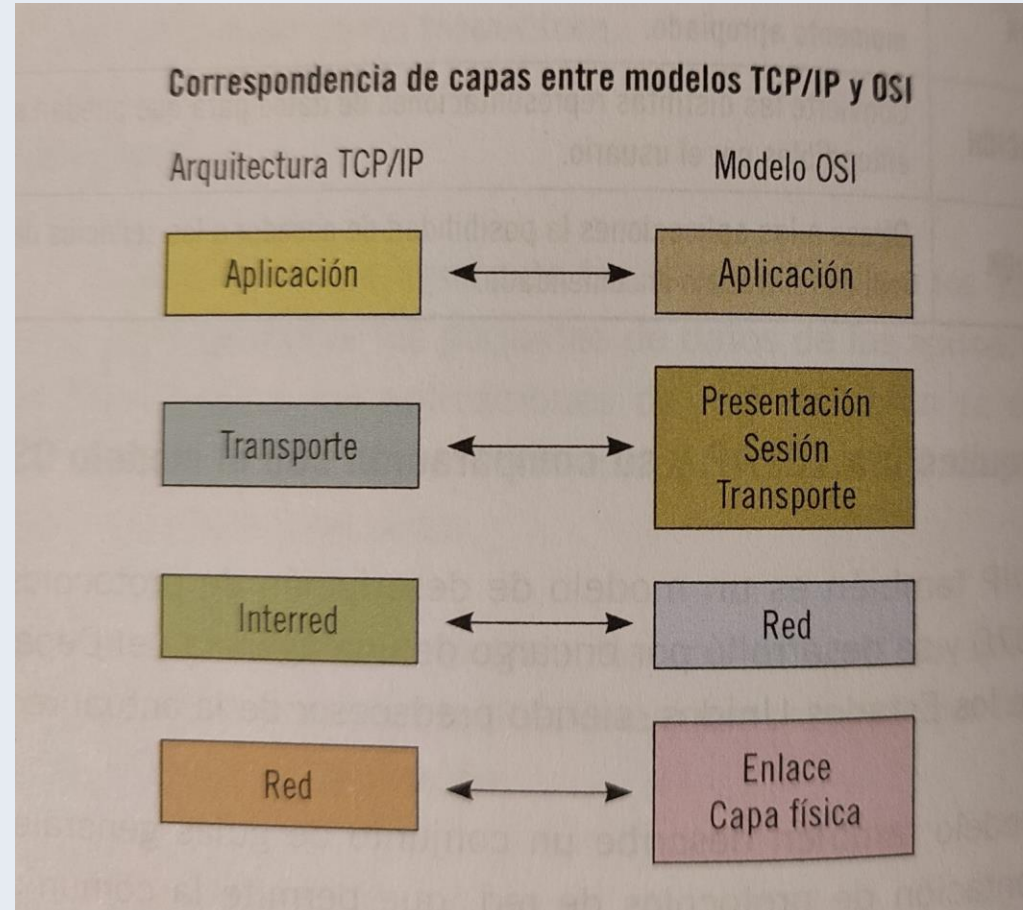 Correspondencia de capas entre modelos TCP/IP y OSI
Arquitectura TCP/IP
Modelo OSI
Aplicación
Aplicación
Transporte
Presentación
Sesión
Transporte
Interred
Red
Red
Enlace
Capa física